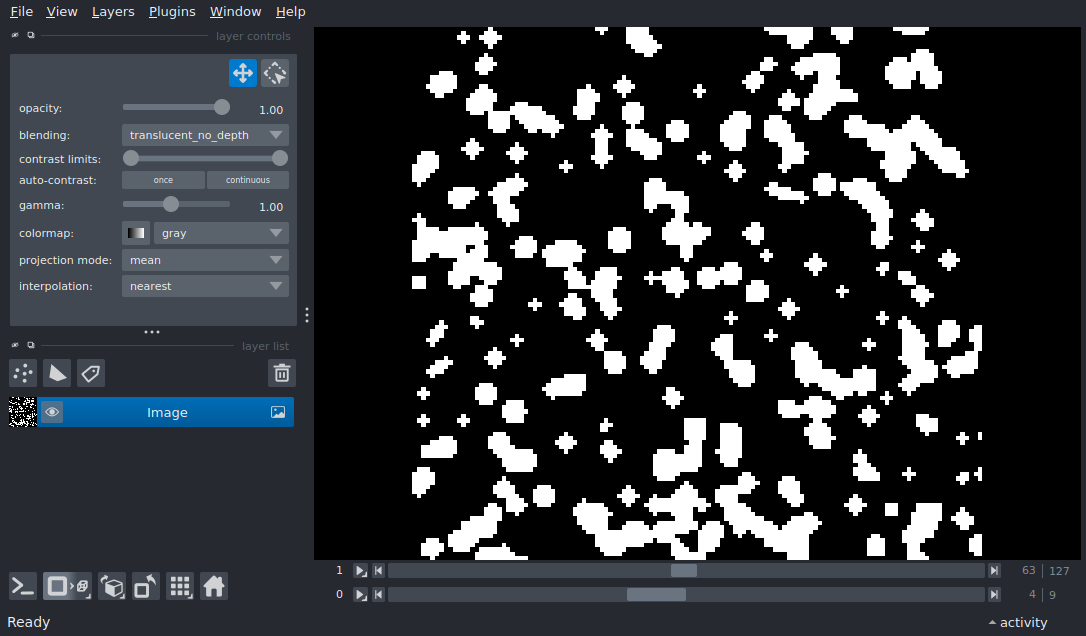 File View Layers Plugins Window Help
layer controls
opacity: 1.00
blending: translucent_no_depth
contrast limits:
auto-contrast: once continuous
gamma: 1.00
colormap: gray
projection mode: mean
interpolation: nearest
layer list
Image
1 63 127
0 4 9
Ready activity